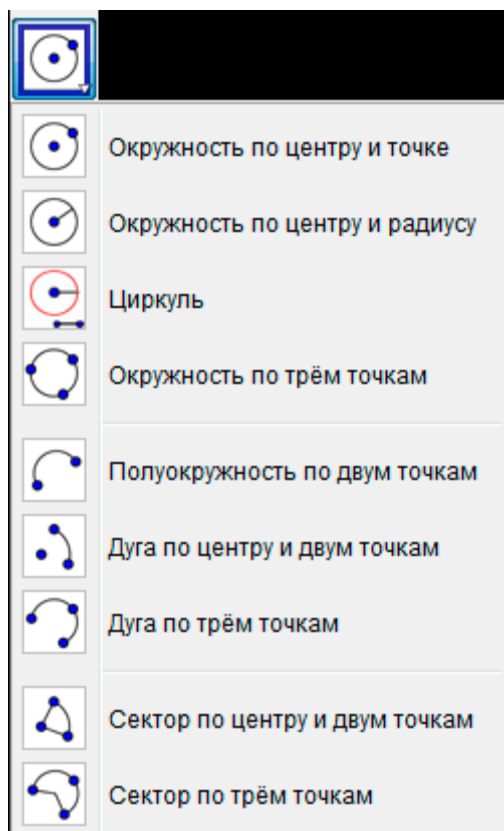 Окружность по центру и точке
Окружность по центру и радиусу
Циркуль
Окружность по трём точкам
Полуокружность по двум точкам
Дуга по центру и двум точкам
Дуга по трём точкам
Сектор по центру и двум точкам
Сектор по трём точкам